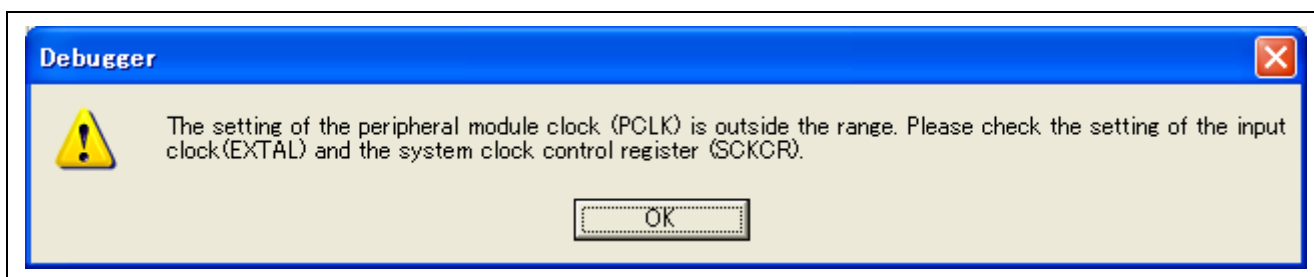 Debugger
The setting of the peripheral module clock (PCLK) is outside the range. Please check the setting of the input
clock(EXTAL) and the system clock control register (SCKCR).
OK